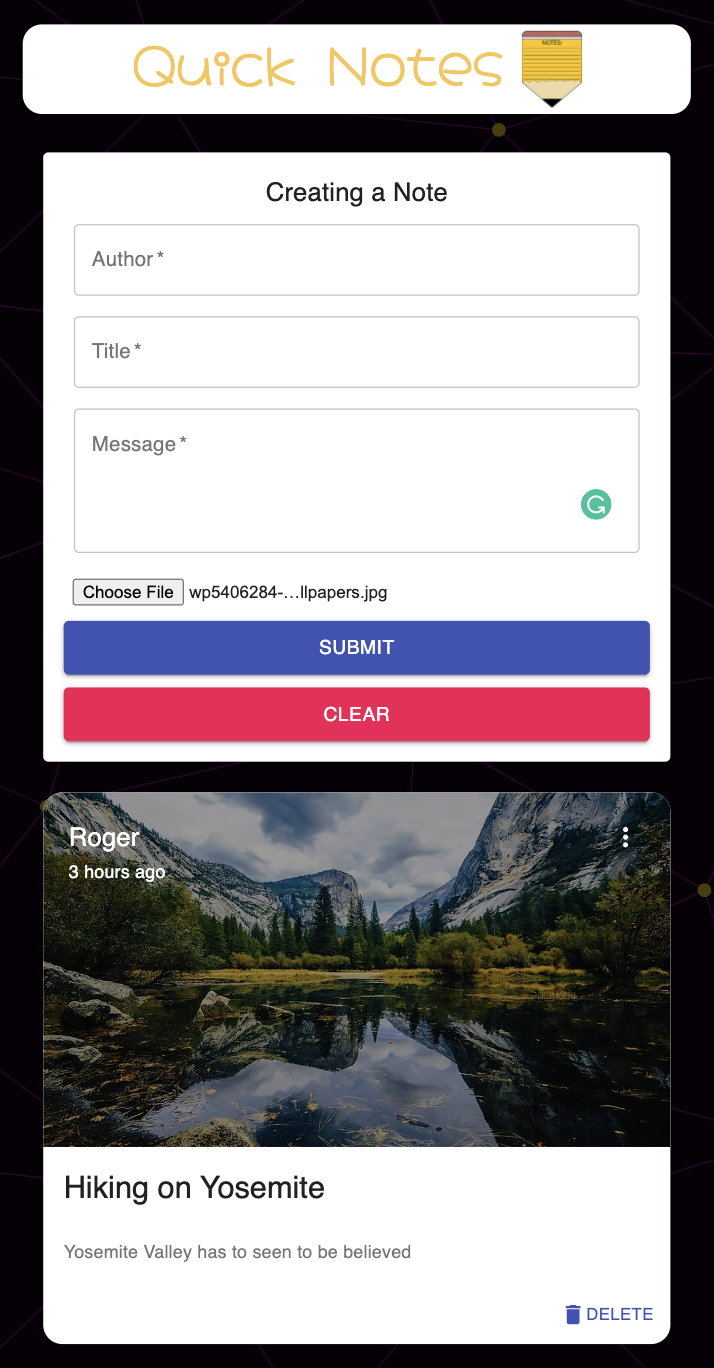 Quick Notes
NOTES:
Creating a Note
Author *
Title *
Message *
Choose File wp5406284-...llpapers.jpg
SUBMIT
CLEAR
Roger
3 hours ago
Hiking on Yosemite
Yosemite Valley has to seen to be believed
DELETE